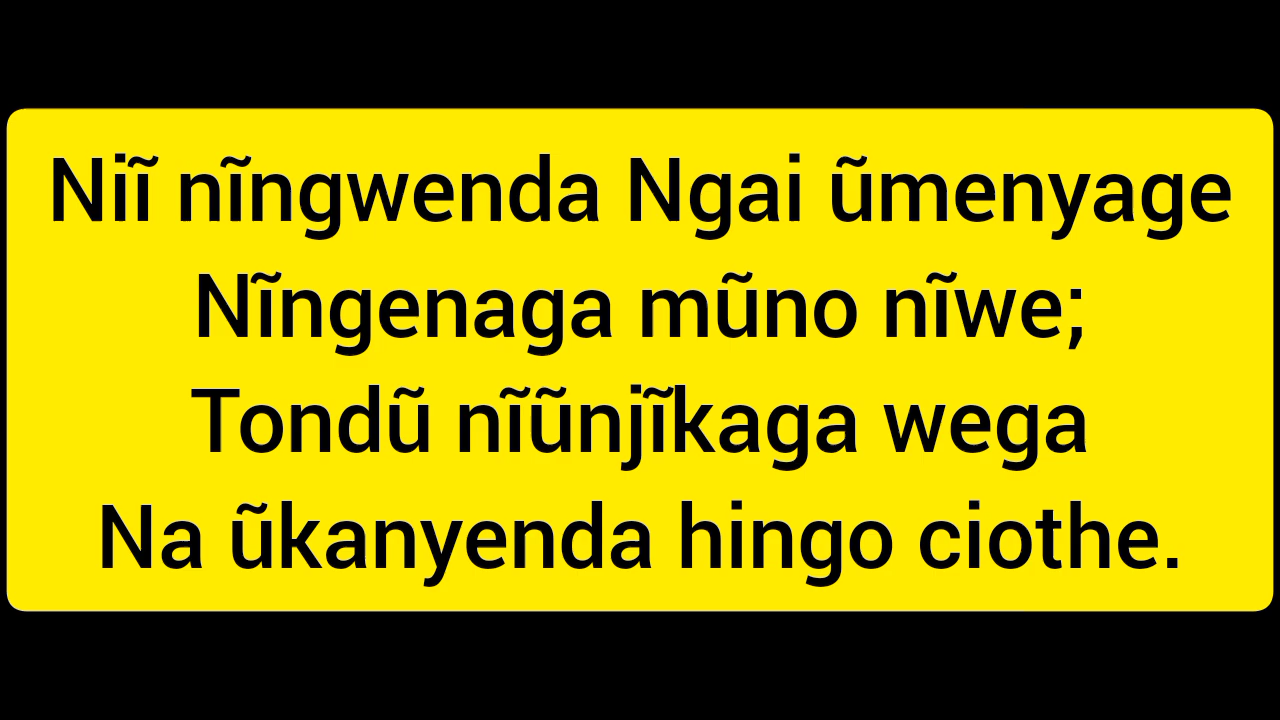 Niĩ nĩngwenda Ngai ũmenyage
Nĩngenaga mũno nĩwe;
Tondũ nĩũnjĩkaga wega
Na ũkanyenda hingo ciothe.